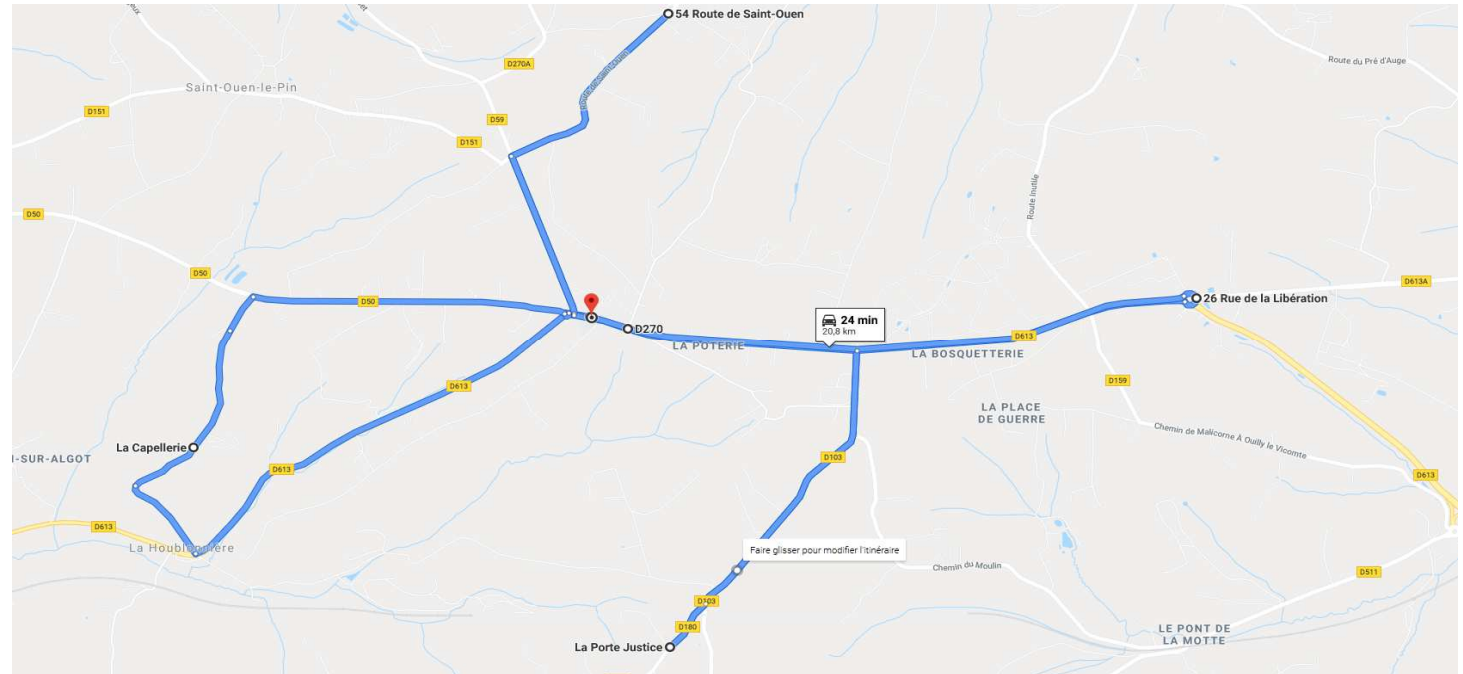 54 Route de Saint-Ouen
D270A
Route du Pré d'Auge
Saint-Ouen-le-Pin
D151
D59
D151
Route Inutile
D50
D50
D50
D613A
26 Rue de la Libération
D270
24 min
20,8 km
LA POTERIE
D613
LA BOSQUETTERIE
D159
D613
LA PLACE
DE GUERRE
Chemin de Malicorne À Ouilly le Vicomte
La Capellerie
I-SUR-ALGOT
D103
D613
D613
D613
La Houblonnière
Faire glisser pour modifier l'itinéraire
Chemin du Moulin
D511
D103
D180
La Porte Justice
LE PONT DE
LA MOTTE